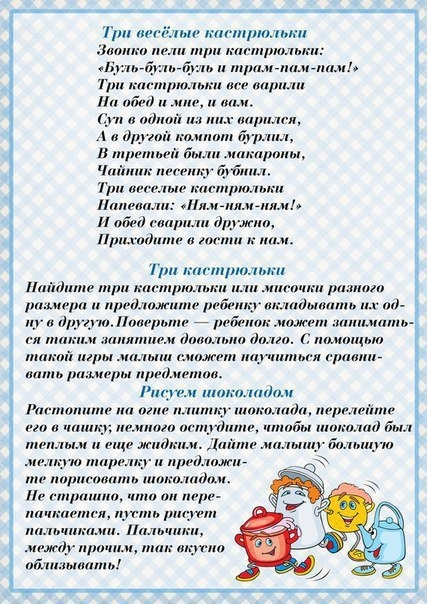 Три весёлые кастрюльки
Звонко пели три кастрюльки:
«Буль-буль-буль и трам-пам-пам!»
Три кастрюльки все варили
На обед и мне, и вам.
Суп в одной из них варился,
А в другой компот бурлил,
В третьей были макароны,
Чайник песенку бубнил.
Три веселые кастрюльки
Напевали: «Ням-ням-ням!»
И обед сварили дружно,
Приходите в гости к нам.
Три кастрюльки
Найдите три кастрюльки или мисочки разного
размера и предложите ребенку вкладывать их од-
ну в другую.Поверьте — ребенок может занимать-
ся таким занятием довольно долго. С помощью
такой игры малыш сможет научиться сравни-
вать размеры предметов.
Рисуем шоколадом
Растопите на огне плитку шоколада, перелейте
его в чашку, немного остудите, чтобы шоколад был
теплым и еще жидким. Дайте малышу большую
мелкую тарелку и предложи-
те порисовать шоколадом.
Не страшно, что он пере-
пачкается, пусть рисует
пальчиками. Пальчики,
между прочим, так вкусно
облизывать!